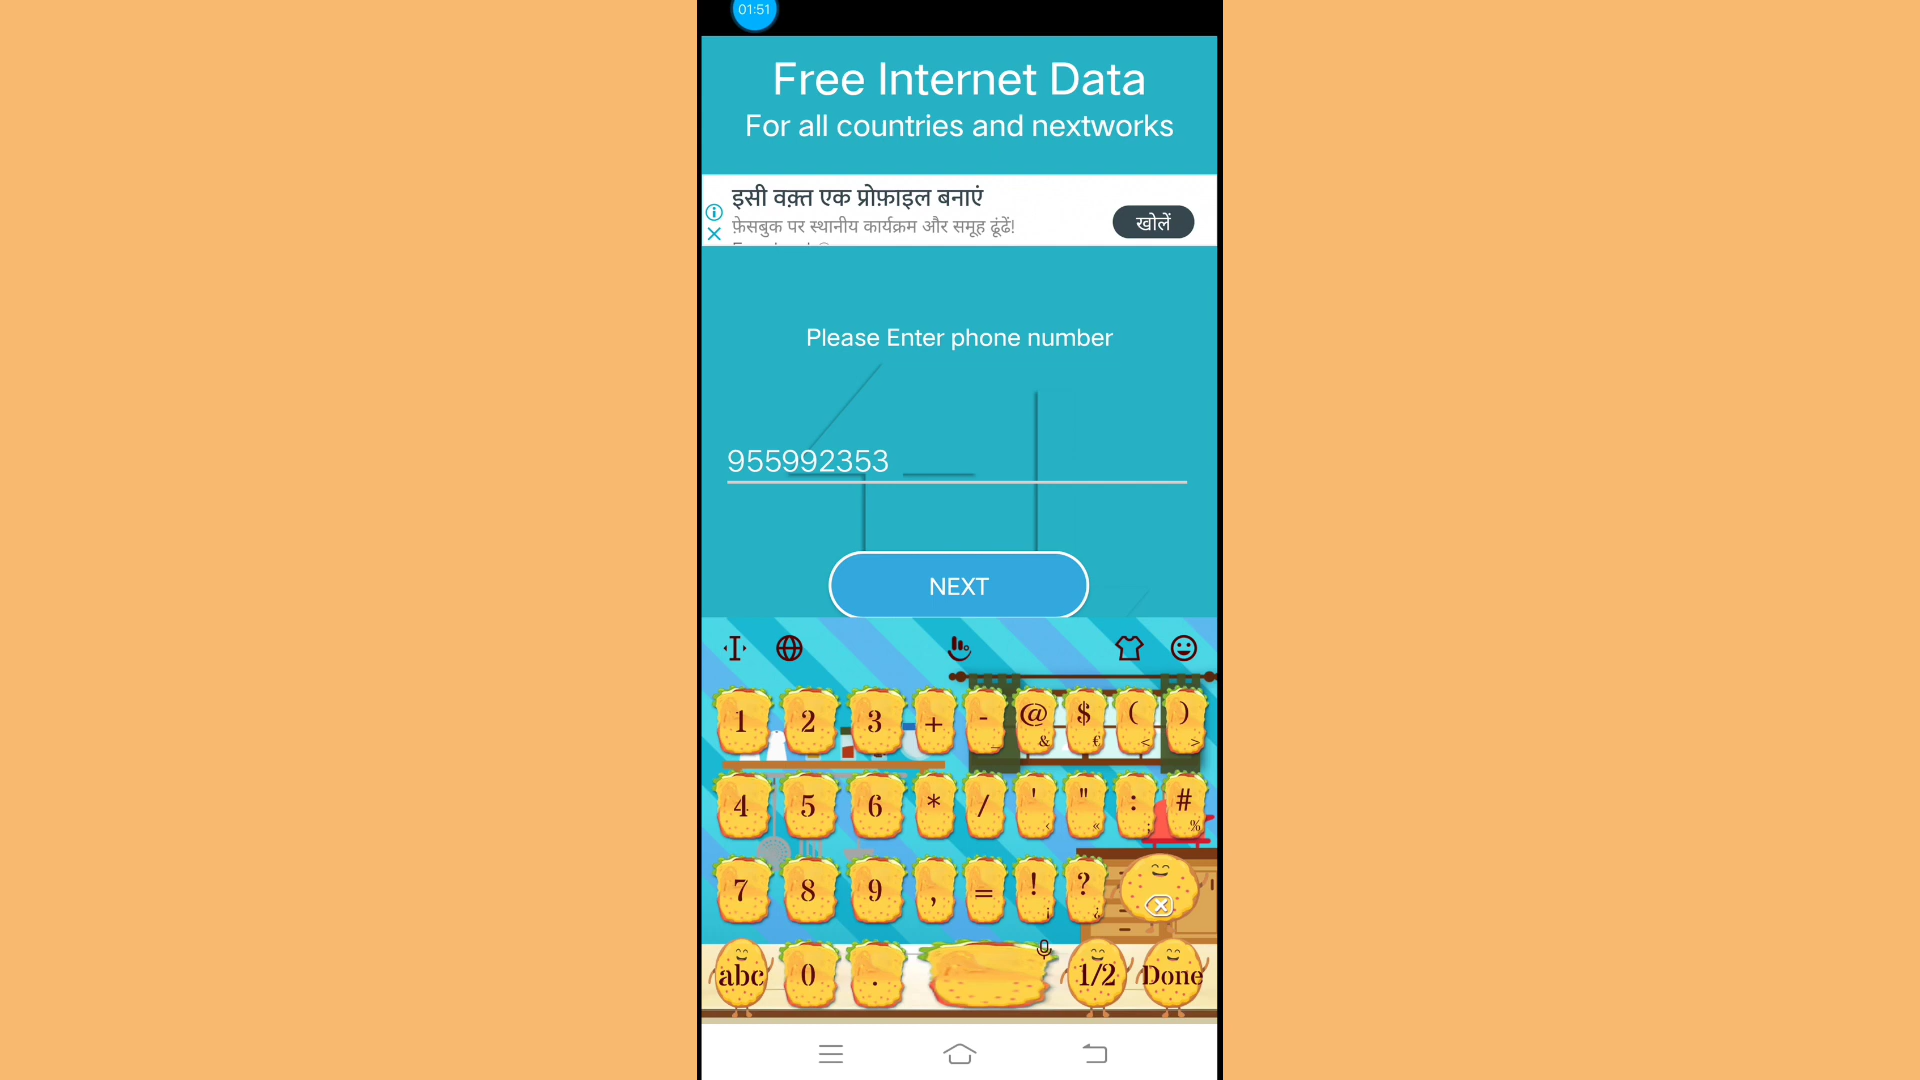 01:51
Free Internet Data
For all countries and nextworks
इसी वक़्त एक प्रोफ़ाइल बनाएं
फ़ेसबुक पर स्थानीय कार्यक्रम और समूह ढूंढें!
खोलें
Please Enter phone number
955992353
NEXT
1 2 3 + - _ @ & $ € ( < ) >
4 5 6 * / ' ‹ " « : ; # %
7 8 9 , = ! ¡ ? ¿
abc 0 . 1/2 Done